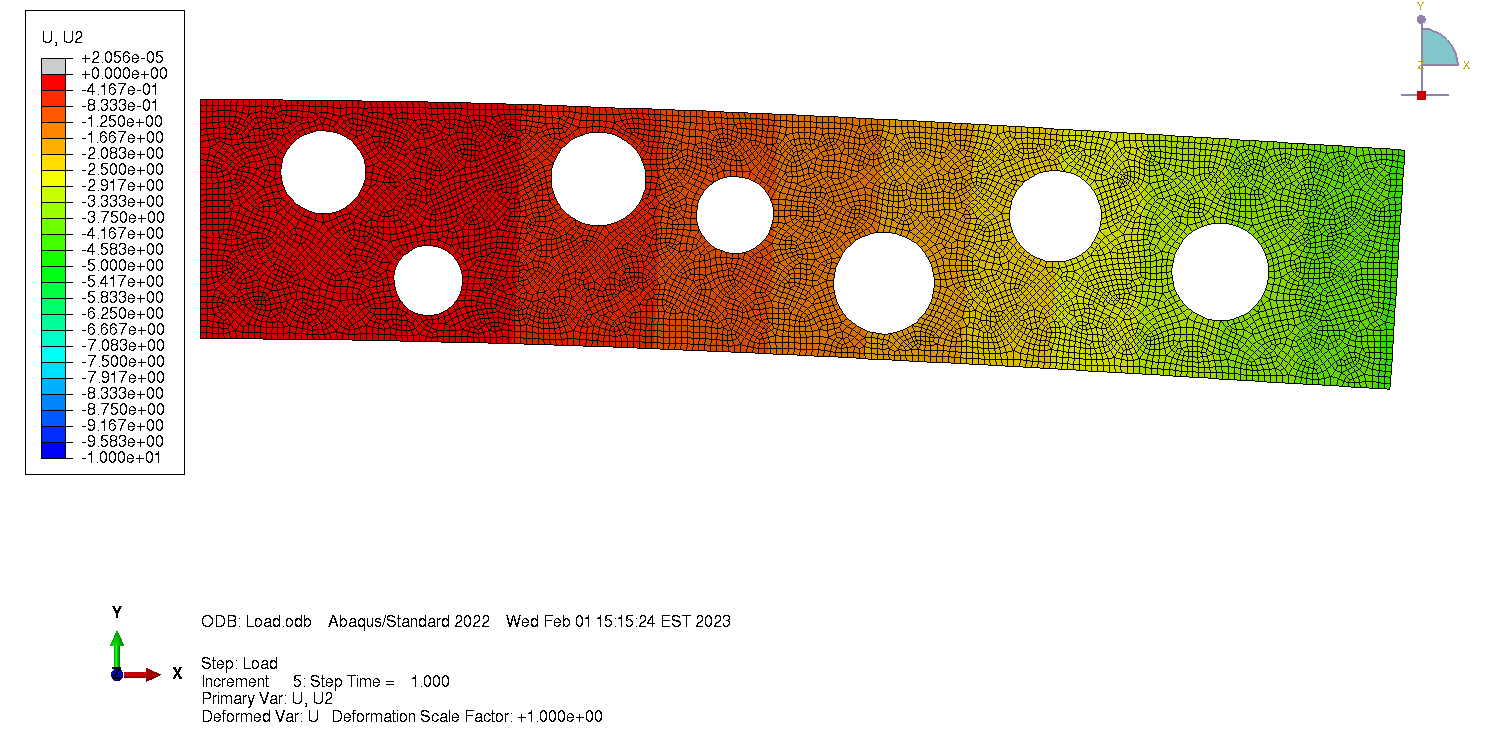 U, U2
+2.056e-05
+0.000e+00
-4.167e-01
-8.333e-01
-1.250e+00
-1.667e+00
-2.083e+00
-2.500e+00
-2.917e+00
-3.333e+00
-3.750e+00
-4.167e+00
-4.583e+00
-5.000e+00
-5.417e+00
-5.833e+00
-6.250e+00
-6.667e+00
-7.083e+00
-7.500e+00
-7.917e+00
-8.333e+00
-8.750e+00
-9.167e+00
-9.583e+00
-1.000e+01
Y
Z X
Y
Z X
ODB: Load.odb Abaqus/Standard 2022 Wed Feb 01 15:15:24 EST 2023
Step: Load
Increment 5: Step Time = 1.000
Primary Var: U, U2
Deformed Var: U Deformation Scale Factor: +1.000e+00